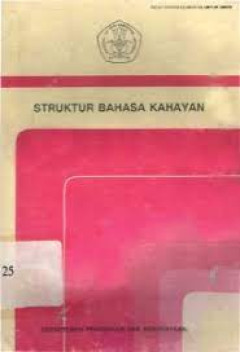 STRUKTUR BAHASA KAHAYAN
25
DEPARTEMEN PENDIDIKAN DAN KEBUDAYAAN